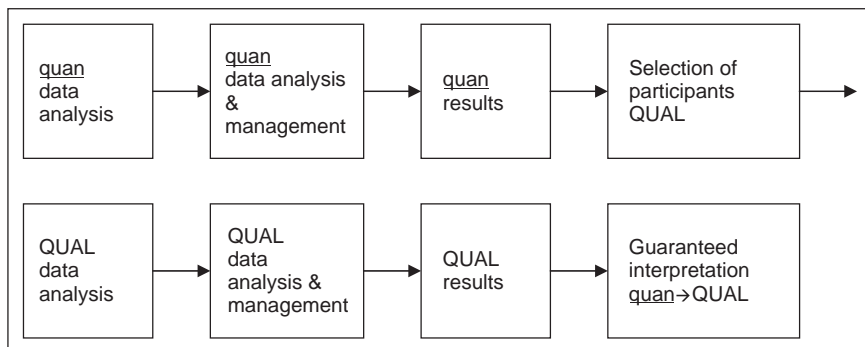 quan
data
analysis
quan
data analysis
&
management
quan
results
Selection of
participants
QUAL
QUAL
data
analysis
QUAL
data
analysis &
management
QUAL
results
Guaranteed
interpretation
quan→QUAL